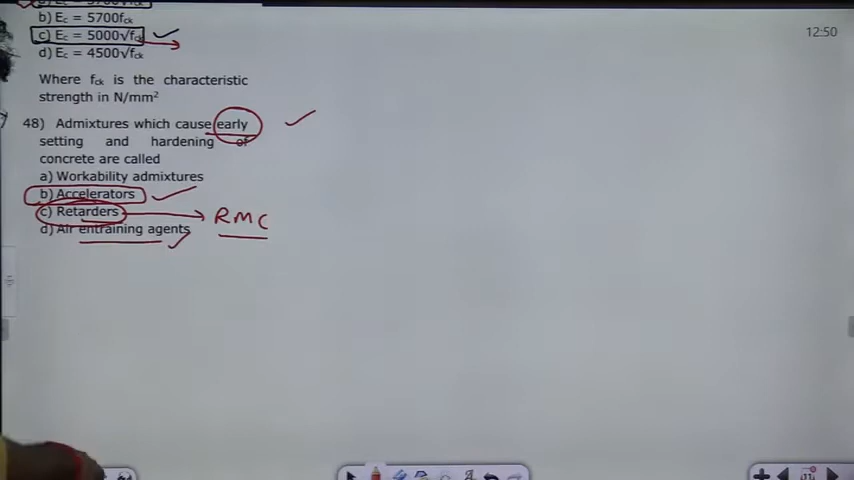 b) Ec = 5700fck
c) Ec = 5000√fck
12:50
d) Ec = 4500√fck
Where fck is the characteristic
strength in N/mm²
48) Admixtures which cause early
setting and hardening of
concrete are called
a) Workability admixtures
b) Accelerators
c) Retarders RMC
d) Air entraining agents
11